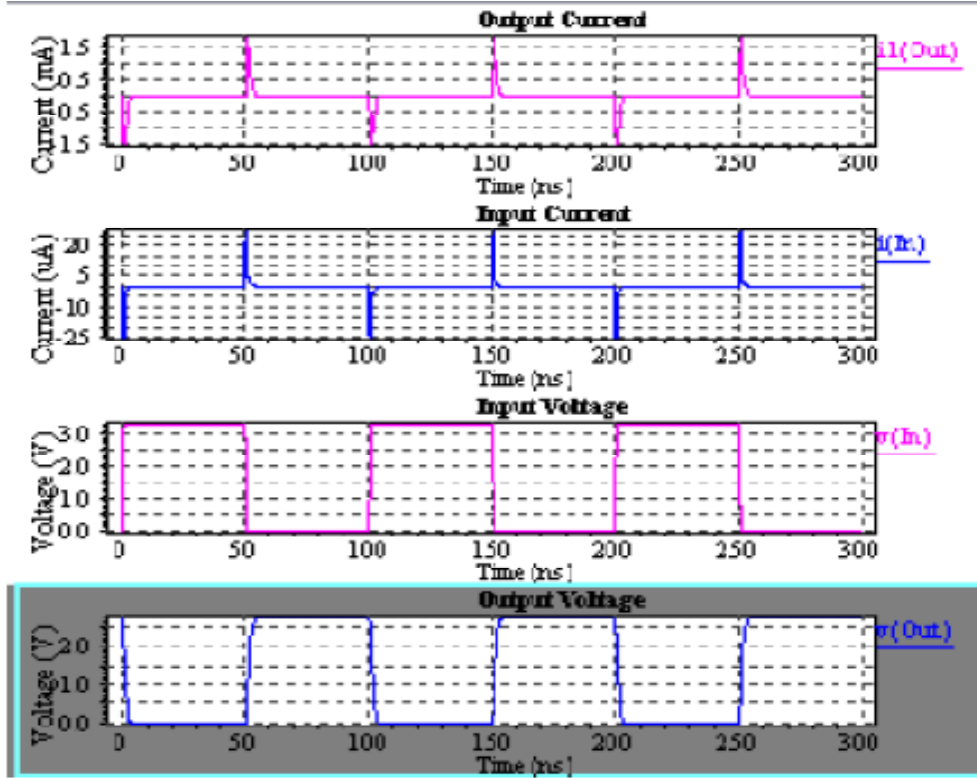 Output Current
Current (mA)
1.5
0.5
0.5
1.5
i1(Out)
0 50 100 150 200 250 300
Time (ns)
Input Current
Current (uA)
20
5
-10
-25
i(In)
0 50 100 150 200 250 300
Time (ns)
Input Voltage
Voltage (V)
3.0
2.0
1.0
0.0
v(In)
0 50 100 150 200 250 300
Time (ns)
Output Voltage
Voltage (V)
2.0
1.0
0.0
v(Out)
0 50 100 150 200 250 300
Time (ns)